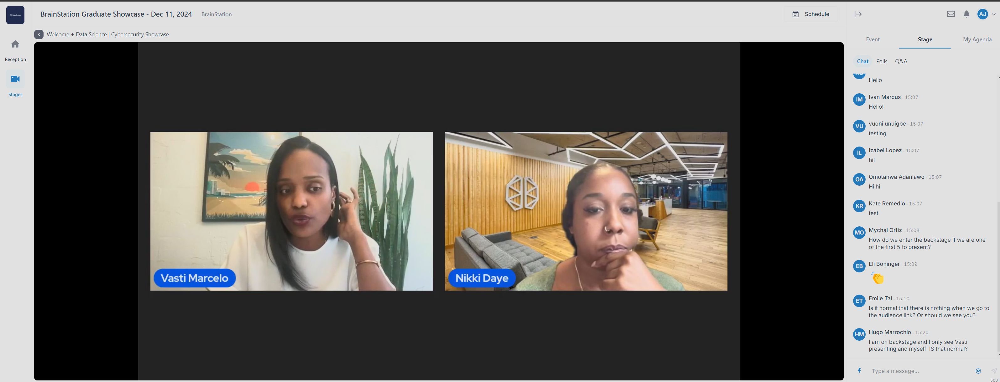 BrainStation
BrainStation Graduate Showcase - Dec 11, 2024
BrainStation
Schedule
AJ
Reception
Stages
Welcome + Data Science | Cybersecurity Showcase
Vasti Marcelo
Nikki Daye
Event
Stage
My Agenda
Chat
Polls
Q&A
Hello
IM
Ivan Marcus · 15:07
Hello!
VU
vuoni unuigbe · 15:07
testing
IL
Izabel Lopez · 15:07
hi!
OA
Omotanwa Adanlawo · 15:07
Hi hi
KR
Kate Remedio · 15:07
test
MO
Mychal Ortiz · 15:08
How do we enter the backstage if we are one
of the first 5 to present?
EB
Eli Boninger · 15:09
ET
Emile Tal · 15:10
Is it normal that there is nothing when we go to
the audience link? Or should we see you?
HM
Hugo Marrochio · 15:20
I am on backstage and I only see Vasti
presenting and myself. IS that normal?
Type a message...
500